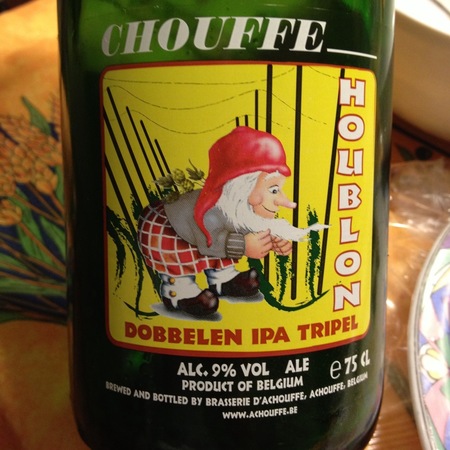 CHOUFFE
HOUBLON
DOBBELEN IPA TRIPEL
ALC. 9% VOL ALE e 75 CL
PRODUCT OF BELGIUM
BREWED AND BOTTLED BY BRASSERIE D'ACHOUFFE, ACHOUFFE, BELGIUM
WWW.ACHOUFFE.BE